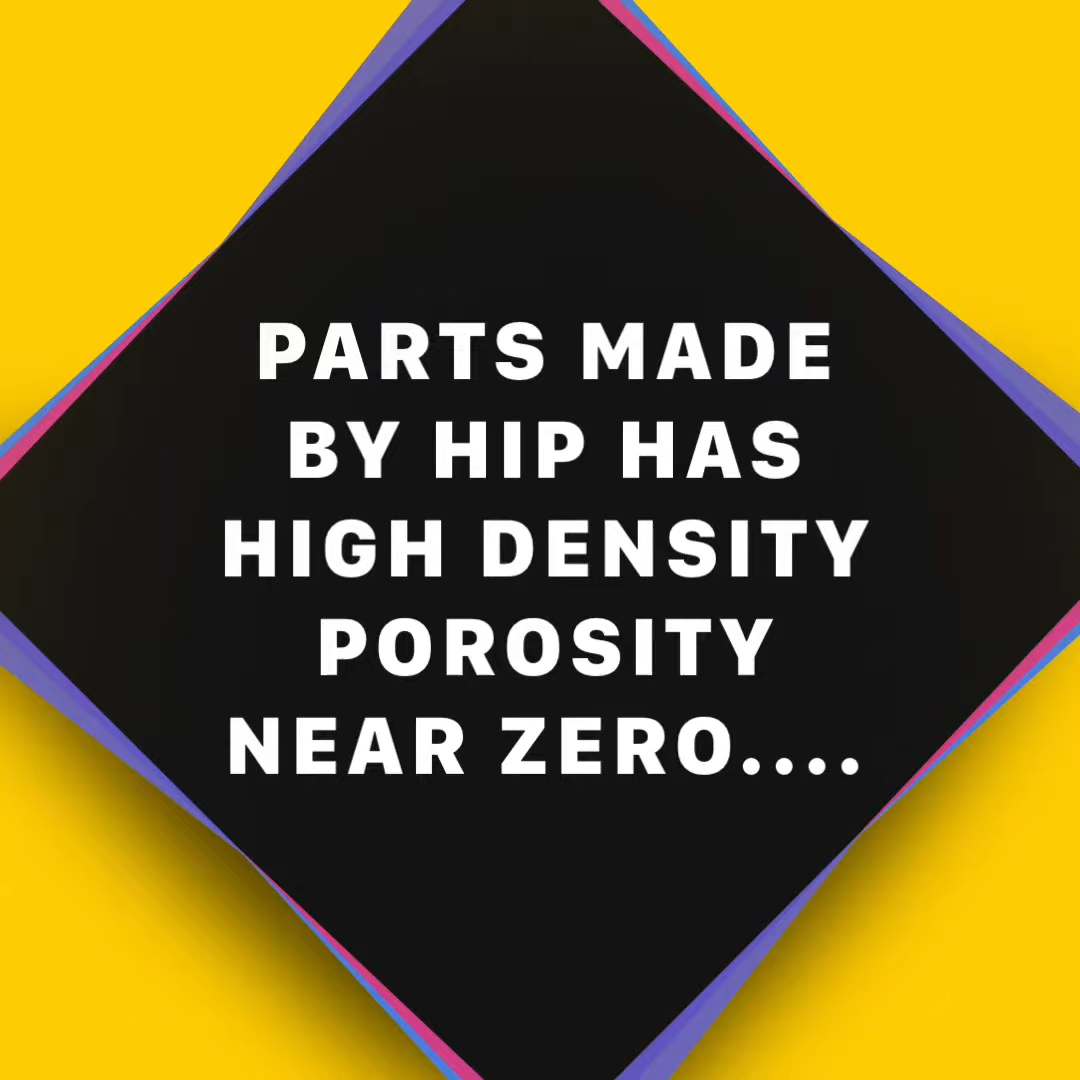 PARTS MADE
BY HIP HAS
HIGH DENSITY
POROSITY
NEAR ZERO....